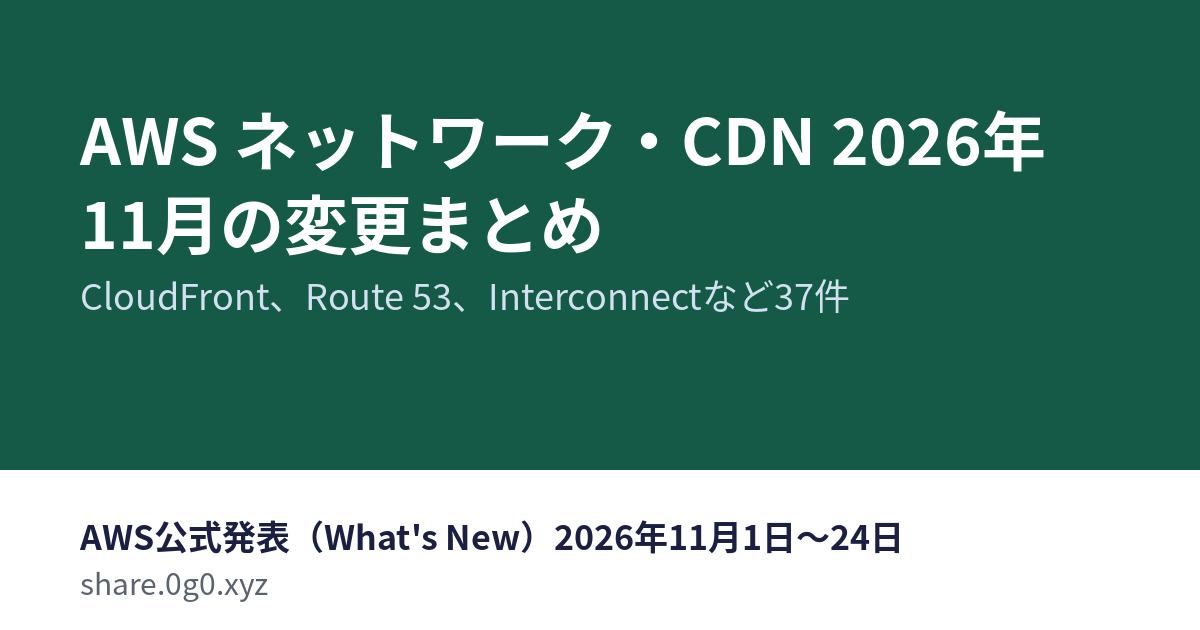 AWS ネットワーク・CDN 2026年
11月の変更まとめ
CloudFront、Route 53、Interconnectなど37件
AWS公式発表（What's New）2026年11月1日〜24日
share.0g0.xyz